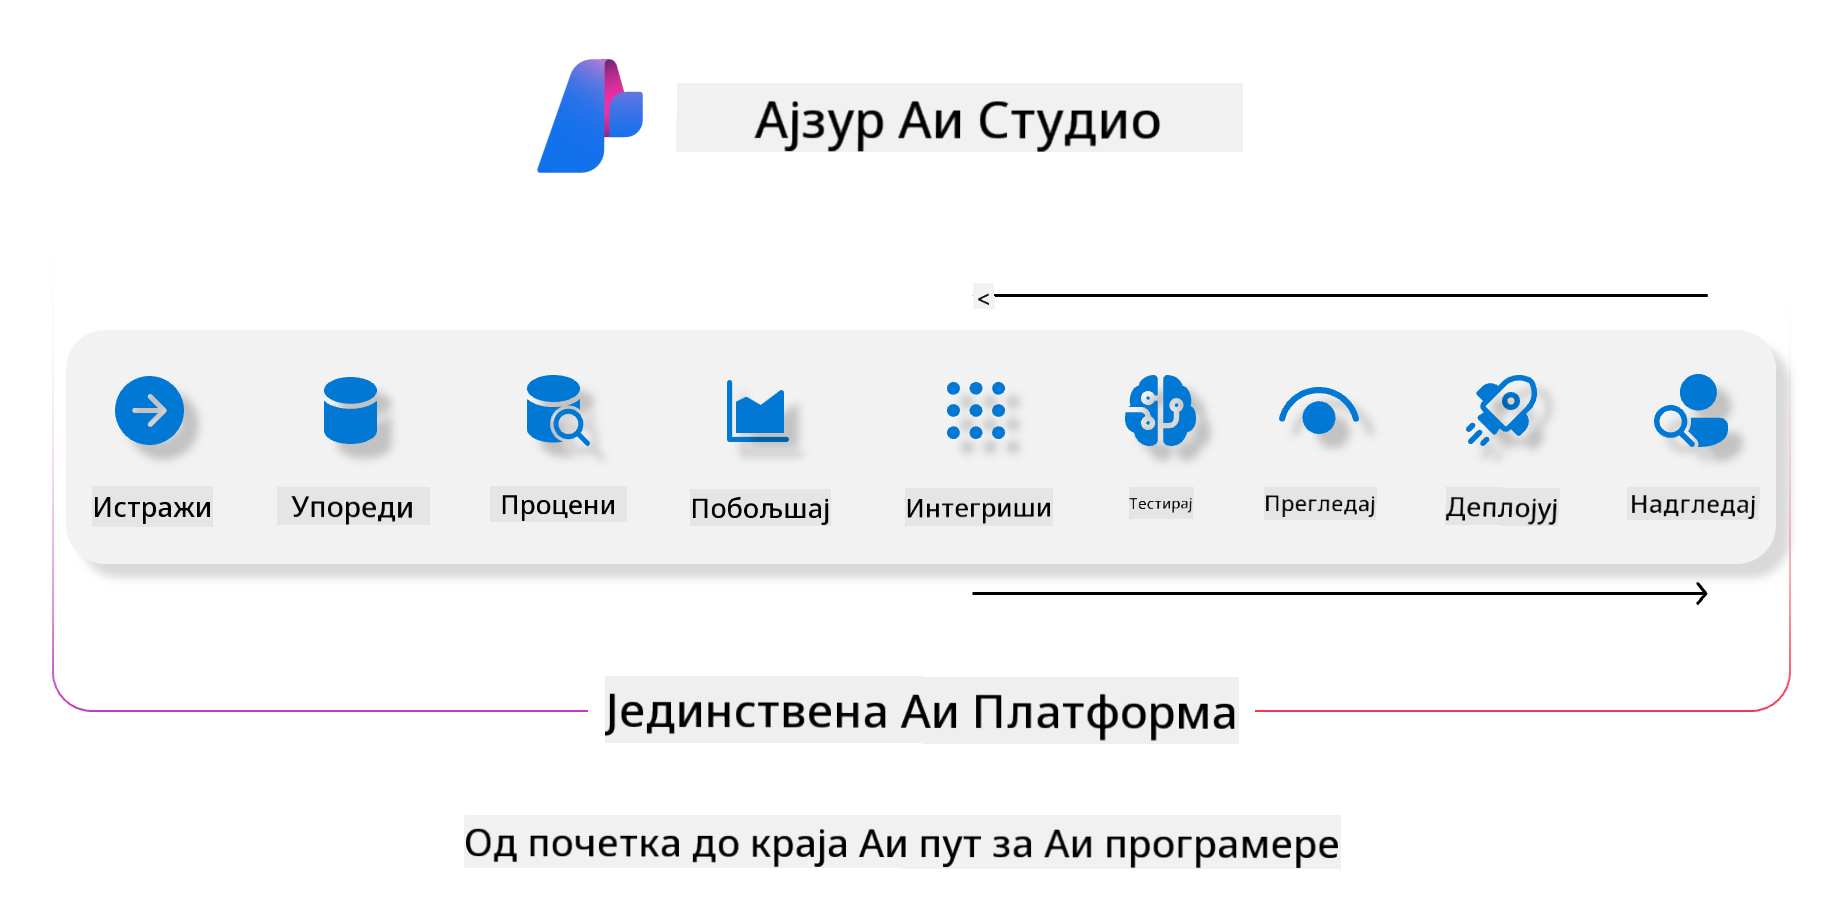 Ајзур Аи Студио
<
Истражи
Упореди
Процени
Побољшај
Интегриши
Тестирај
Прегледај
Деплојуј
Надгледај
Јединствена Аи Платформа
Од почетка до краја Аи пут за Аи програмере